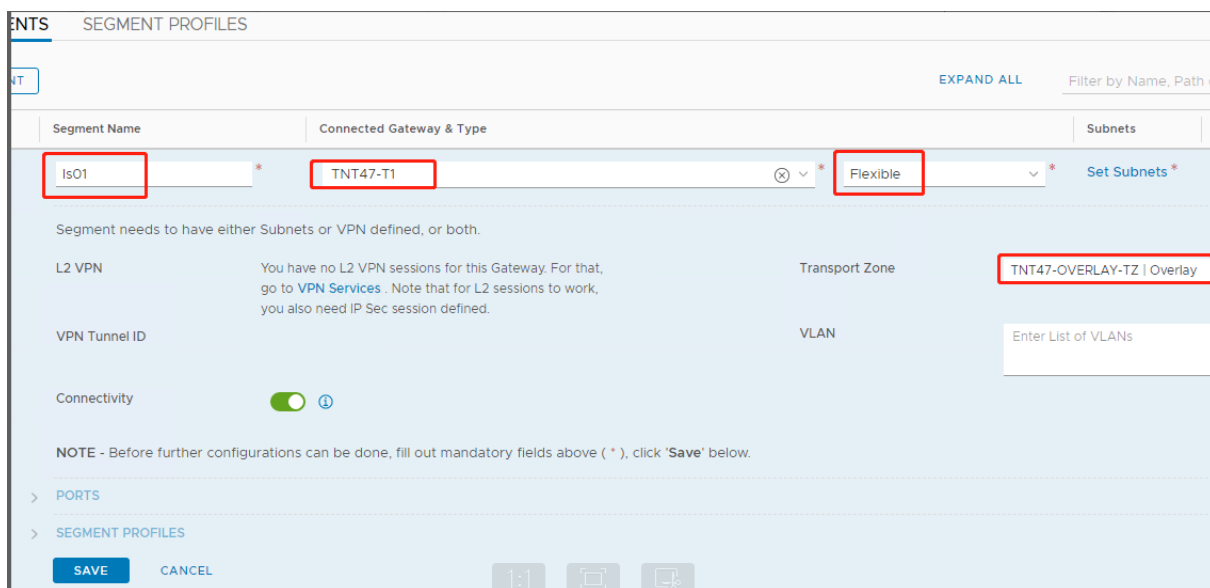 ENTS SEGMENT PROFILES
NT EXPAND ALL Filter by Name, Path
Segment Name Connected Gateway & Type Subnets
ls01 * TNT47-T1 * Flexible * Set Subnets *
Segment needs to have either Subnets or VPN defined, or both.
L2 VPN You have no L2 VPN sessions for this Gateway. For that, Transport Zone TNT47-OVERLAY-TZ | Overlay
go to VPN Services . Note that for L2 sessions to work,
you also need IP Sec session defined.
VPN Tunnel ID VLAN Enter List of VLANs
Connectivity
NOTE - Before further configurations can be done, fill out mandatory fields above ( * ), click 'Save' below.
PORTS
SEGMENT PROFILES
SAVE CANCEL 1:1